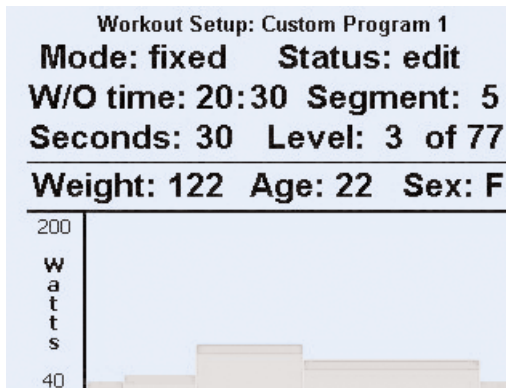 Workout Setup: Custom Program 1
Mode: fixed Status: edit
W/O time: 20:30 Segment: 5
Seconds: 30 Level: 3 of 77
Weight: 122 Age: 22 Sex: F
200
Watts
40